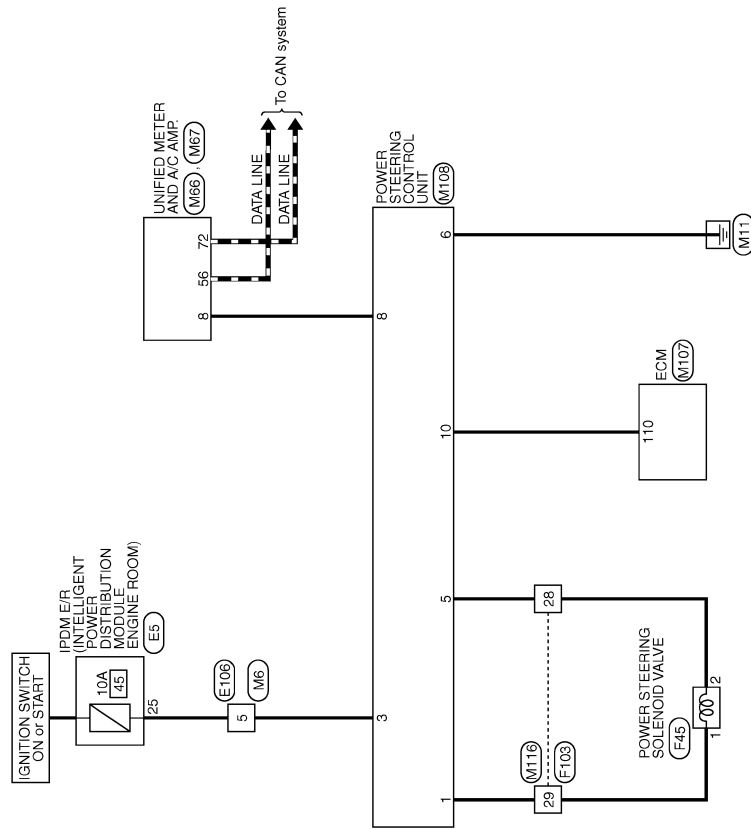 IGNITION SWITCH
ON or START
IPDM E/R
(INTELLIGENT
POWER
DISTRIBUTION
MODULE
ENGINE ROOM)
E5
10A
45
25
5
E106
M6
3
UNIFIED METER
AND A/C AMP.
M66 , M67
8
56
72
DATA LINE
DATA LINE
To CAN system
8
POWER
STEERING
CONTROL
UNIT
M108
1
5
10
6
29
M116
F103
28
POWER STEERING
SOLENOID VALVE
F45
1
2
110
ECM
M107
M11